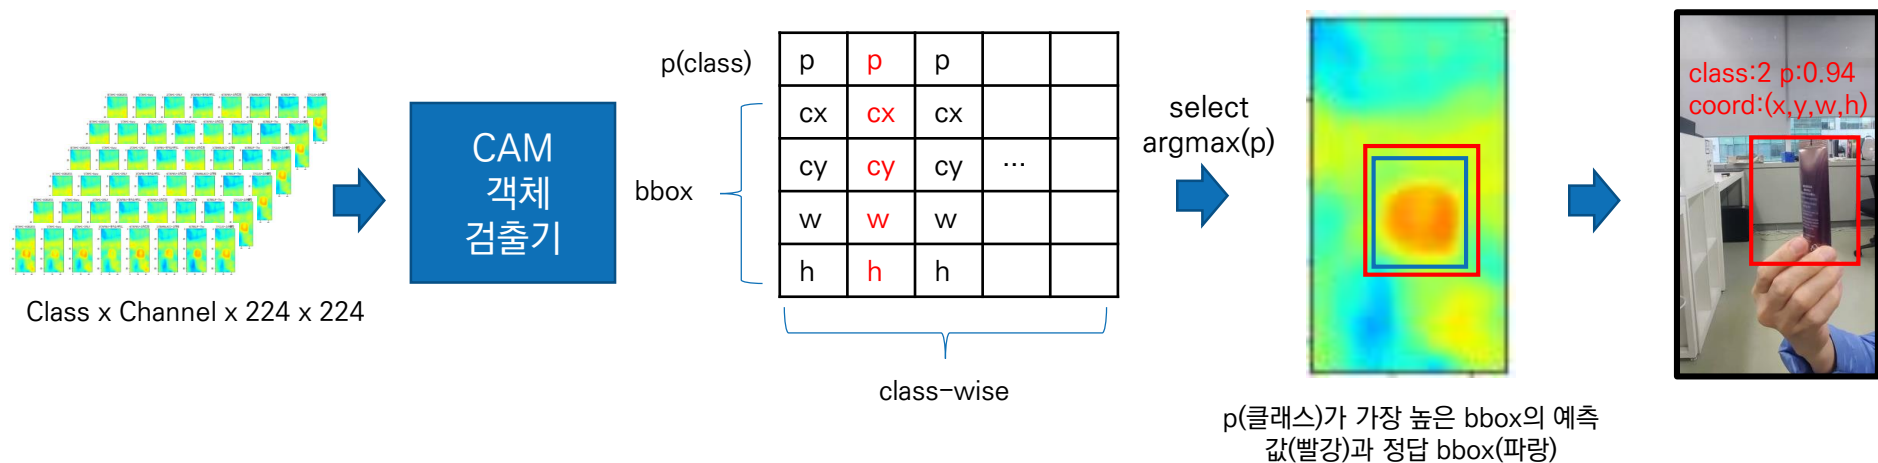 Class x Channel x 224 x 224
CAM
객체
검출기
p(class)
bbox
p p p
cx cx cx
cy cy cy ...
w w w
h h h
class-wise
select
argmax(p)
p(클래스)가 가장 높은 bbox의 예측
값(빨강)과 정답 bbox(파랑)
class:2 p:0.94
coord:(x,y,w,h)